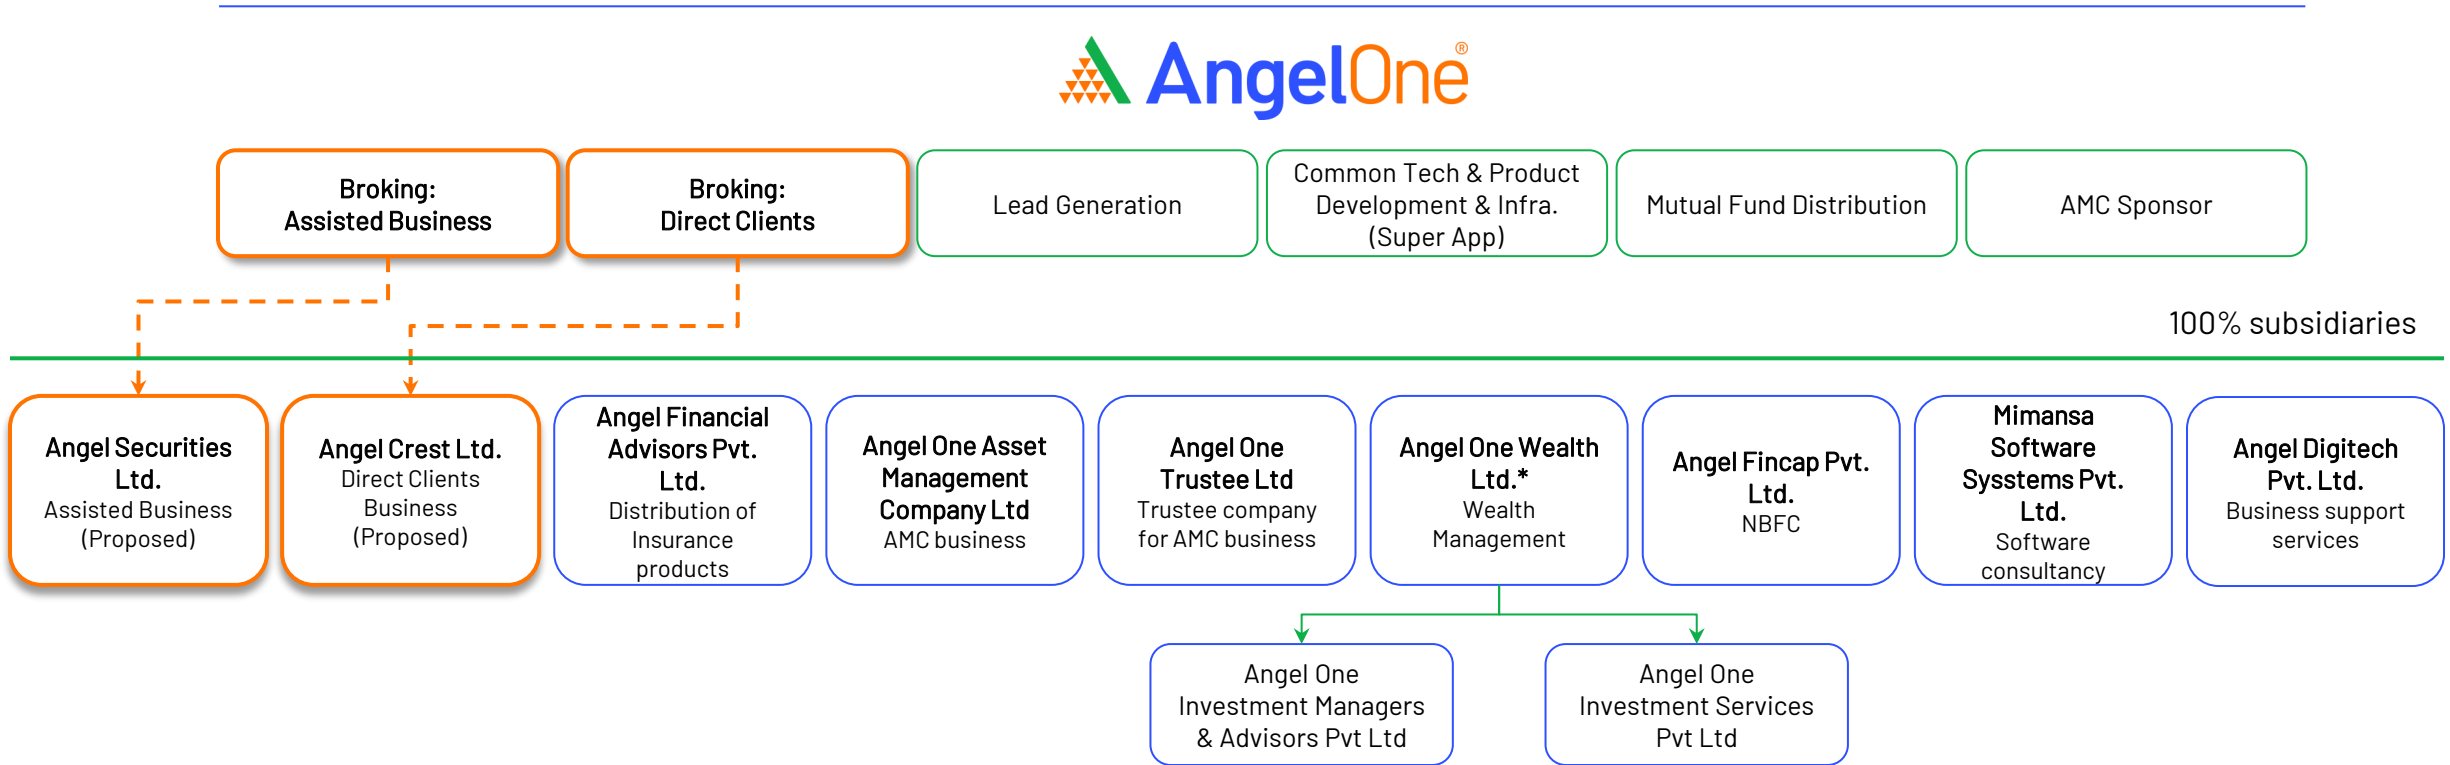 AngelOne®
Broking:
Assisted Business
Broking:
Direct Clients
Lead Generation
Common Tech & Product
Development & Infra.
(Super App)
Mutual Fund Distribution
AMC Sponsor
100% subsidiaries
Angel Securities
Ltd.
Assisted Business
(Proposed)
Angel Crest Ltd.
Direct Clients
Business
(Proposed)
Angel Financial
Advisors Pvt.
Ltd.
Distribution of
Insurance
products
Angel One Asset
Management
Company Ltd
AMC business
Angel One
Trustee Ltd
Trustee company
for AMC business
Angel One Wealth
Ltd.*
Wealth
Management
Angel Fincap Pvt.
Ltd.
NBFC
Mimansa
Software
Sysstems Pvt.
Ltd.
Software
consultancy
Angel Digitech
Pvt. Ltd.
Business support
services
Angel One
Investment Managers
& Advisors Pvt Ltd
Angel One
Investment Services
Pvt Ltd